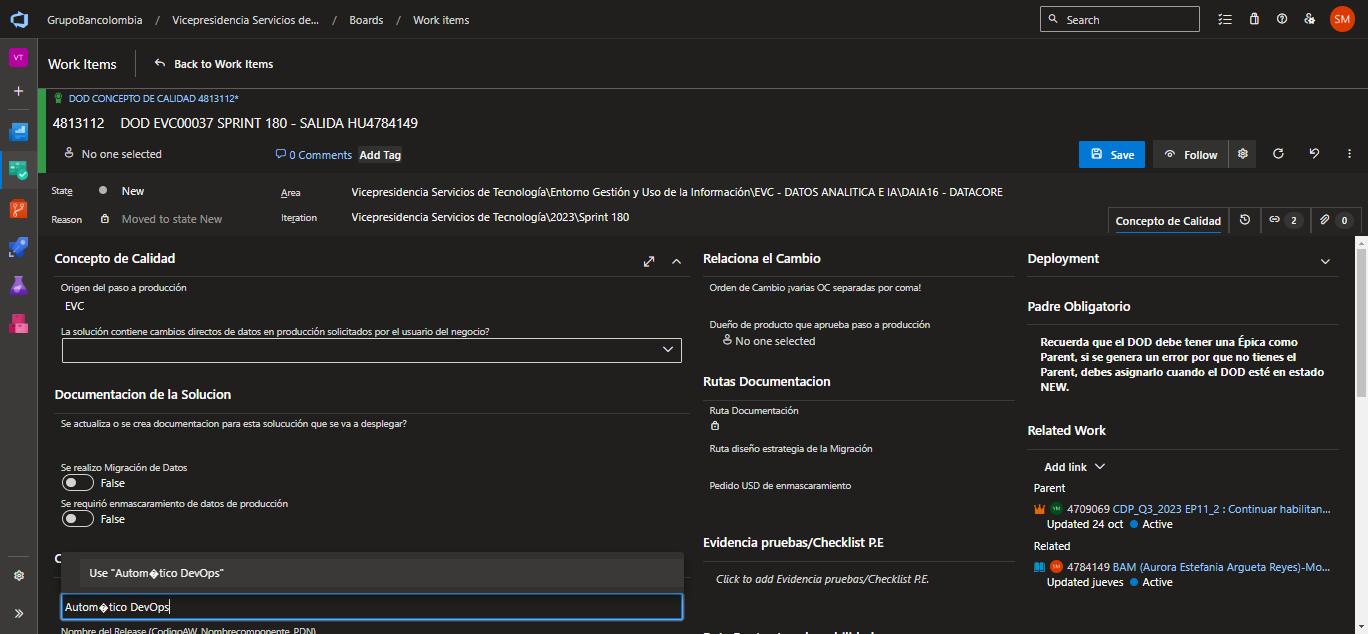 GrupoBancolombia / Vicepresidencia Servicios de... / Boards / Work items
Search
SM
VT
Work Items
Back to Work Items
DOD CONCEPTO DE CALIDAD 4813112*
4813112 DOD EVC00037 SPRINT 180 - SALIDA HU4784149
No one selected
0 Comments
Add Tag
Save
Follow
State
New
Area
Vicepresidencia Servicios de Tecnología\Entorno Gestión y Uso de la Información\EVC - DATOS ANALITICA E IA\DAIA16 - DATACORE
Reason
Moved to state New
Iteration
Vicepresidencia Servicios de Tecnología\2023\Sprint 180
Concepto de Calidad
2
0
Concepto de Calidad
Origen del paso a producción
EVC
La solución contiene cambios directos de datos en producción solicitados por el usuario del negocio?
Documentacion de la Solucion
Se actualiza o se crea documentacion para esta solucución que se va a desplegar?
Se realizo Migración de Datos
False
Se requirió enmascaramiento de datos de producción
False
Use "Autom�tico DevOps"
Autom�tico DevOps
Nombre del Release (CodigoAW_Nombrecomponente_PDN)
Relaciona el Cambio
Orden de Cambio ¡varias OC separadas por coma!
Dueño de producto que aprueba paso a producción
No one selected
Rutas Documentacion
Ruta Documentación
Ruta diseño estrategia de la Migración
Pedido USD de enmascaramiento
Evidencia pruebas/Checklist P.E
Click to add Evidencia pruebas/Checklist P.E.
Deployment
Padre Obligatorio
Recuerda que el DOD debe tener una Épica como
Parent, si se genera un error por que no tienes el
Parent, debes asignarlo cuando el DOD esté en estado
NEW.
Related Work
Add link
Parent
YM 4709069 CDP_Q3_2023 EP11_2 : Continuar habilitan...
Updated 24 oct Active
Related
SM 4784149 BAM (Aurora Estefania Argueta Reyes)-Mo...
Updated jueves Active